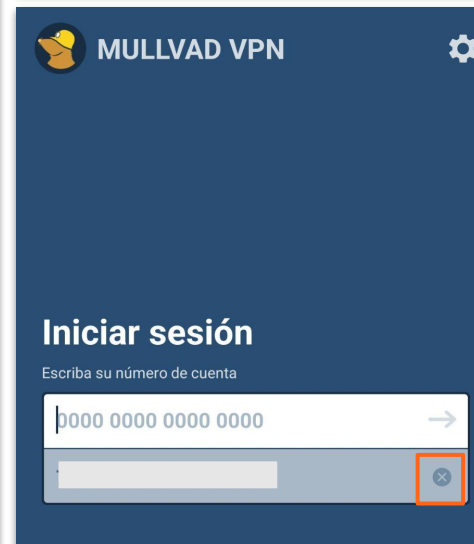 MULLVAD VPN
Iniciar sesión
Escriba su número de cuenta
0000 0000 0000 0000